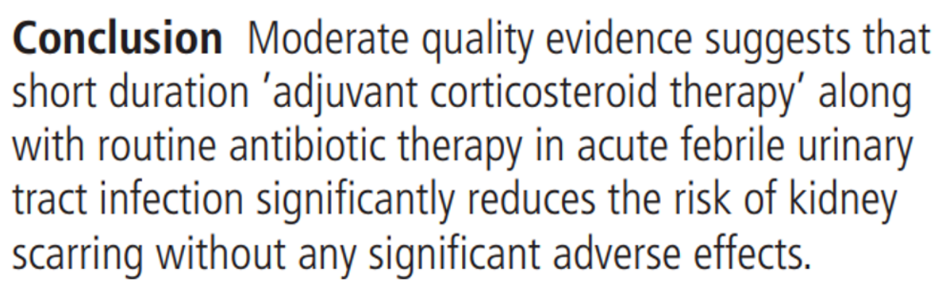 Conclusion Moderate quality evidence suggests that
short duration ‘adjuvant corticosteroid therapy’ along
with routine antibiotic therapy in acute febrile urinary
tract infection significantly reduces the risk of kidney
scarring without any significant adverse effects.